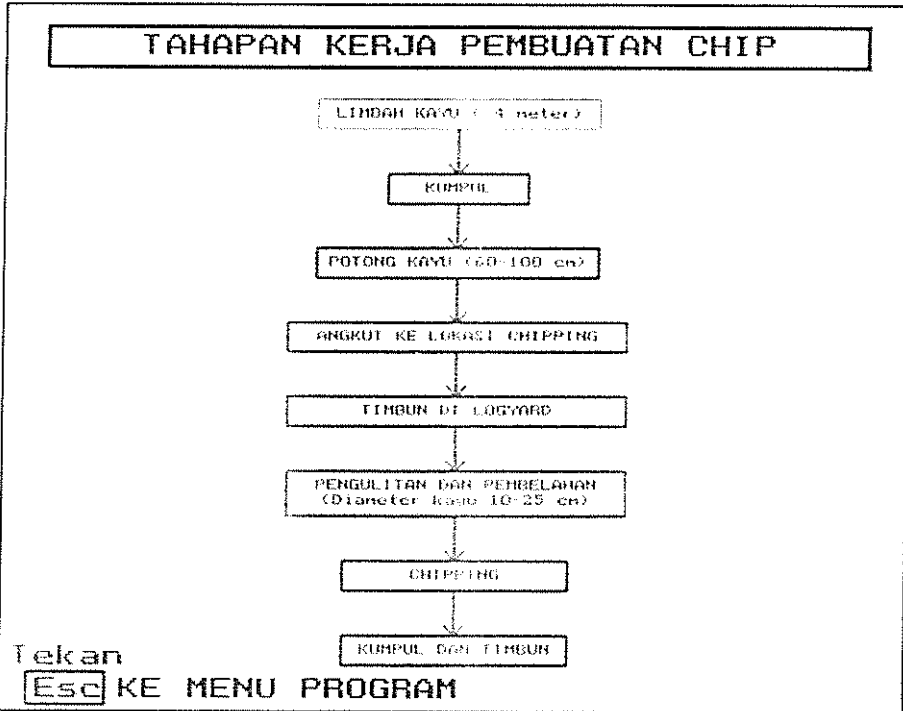 TAHAPAN KERJA PEMBUATAN CHIP
LIMBAH KAYU ( 4 meter)
KUMPUL
POTONG KAYU (60-100 cm)
ANGKUT KE LOKASI CHIPPING
TIMBUN DI LOGYARD
PENGULITAN DAN PEMBELAHAN
(Diameter kayu 10-25 cm)
CHIPPING
KUMPUL DAN TIMBUN
Tekan
Esc KE MENU PROGRAM